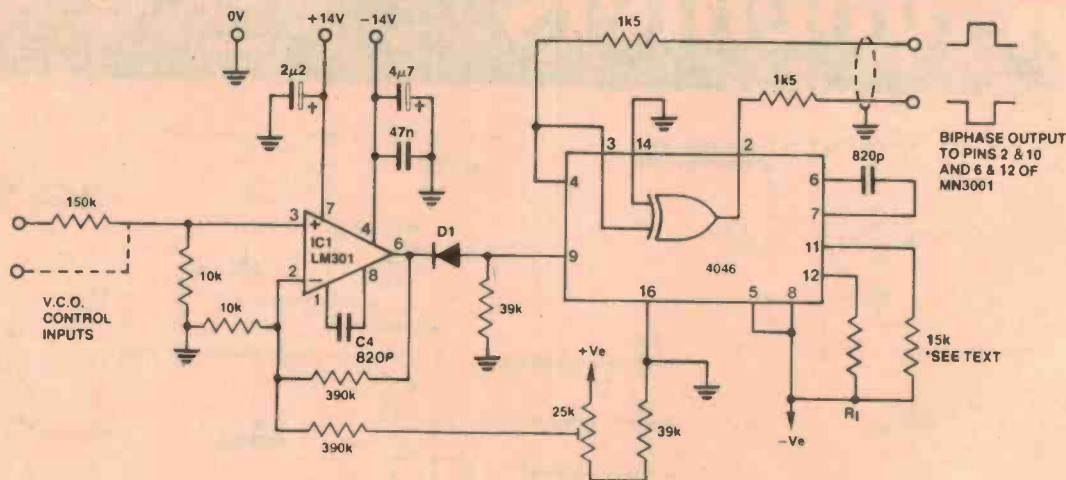 0V
+14V
-14V
2µ2
+
4µ7
+
47n
150k
10k
10k
V.C.O.
CONTROL
INPUTS
3
+
2
−
7
4
6
1
8
IC1
LM301
C4
820P
390k
390k
D1
39k
+Ve
25k
39k
1k5
1k5
3
14
2
4
9
16
5
8
6
7
11
12
4046
820p
15k
*SEE TEXT
R1
-Ve
BIPHASE OUTPUT
TO PINS 2 & 10
AND 6 & 12 OF
MN3001